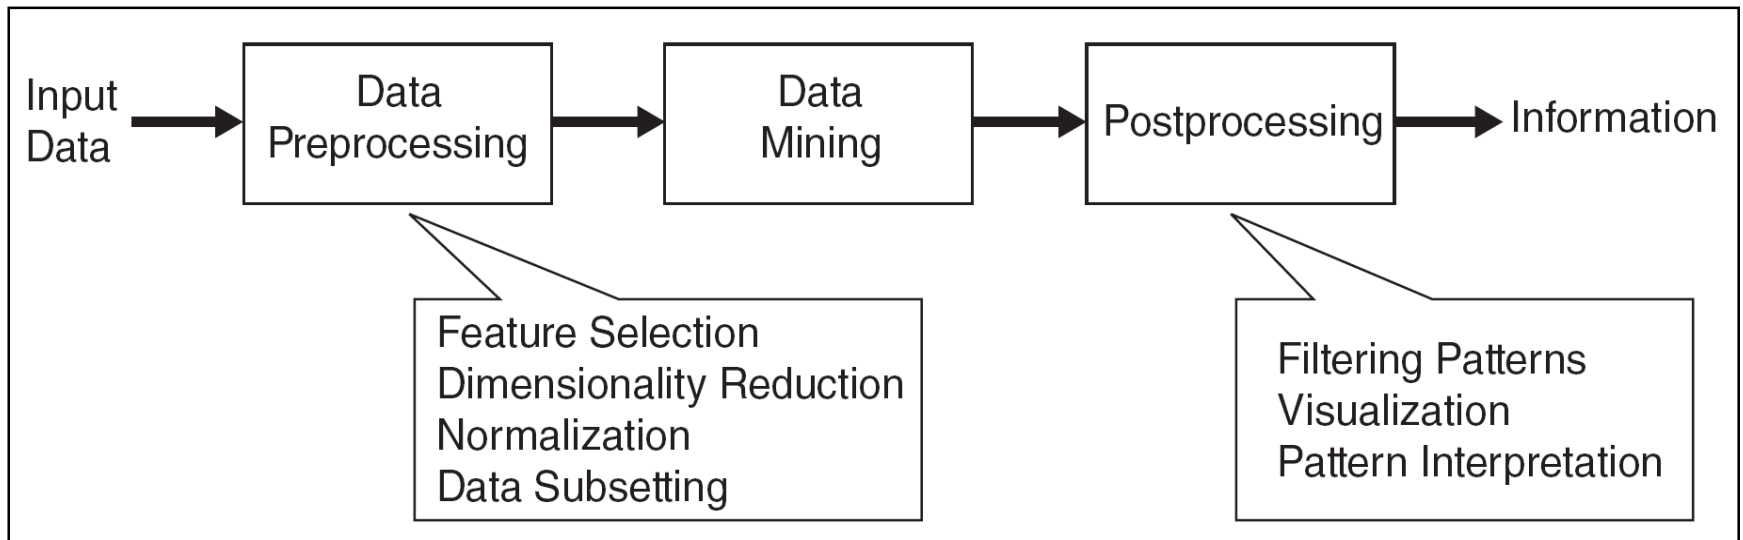 Input
Data
Data
Preprocessing
Data
Mining
Postprocessing
Information
Feature Selection
Dimensionality Reduction
Normalization
Data Subsetting
Filtering Patterns
Visualization
Pattern Interpretation